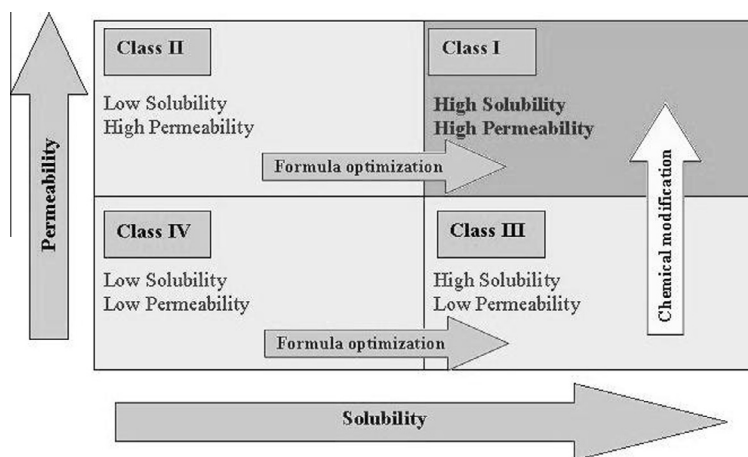 Class II
Low Solubility
High Permeability
Class I
High Solubility
High Permeability
Formula optimization
Class IV
Low Solubility
Low Permeability
Class III
High Solubility
Low Permeability
Formula optimization
Permeability
Chemical modification
Solubility